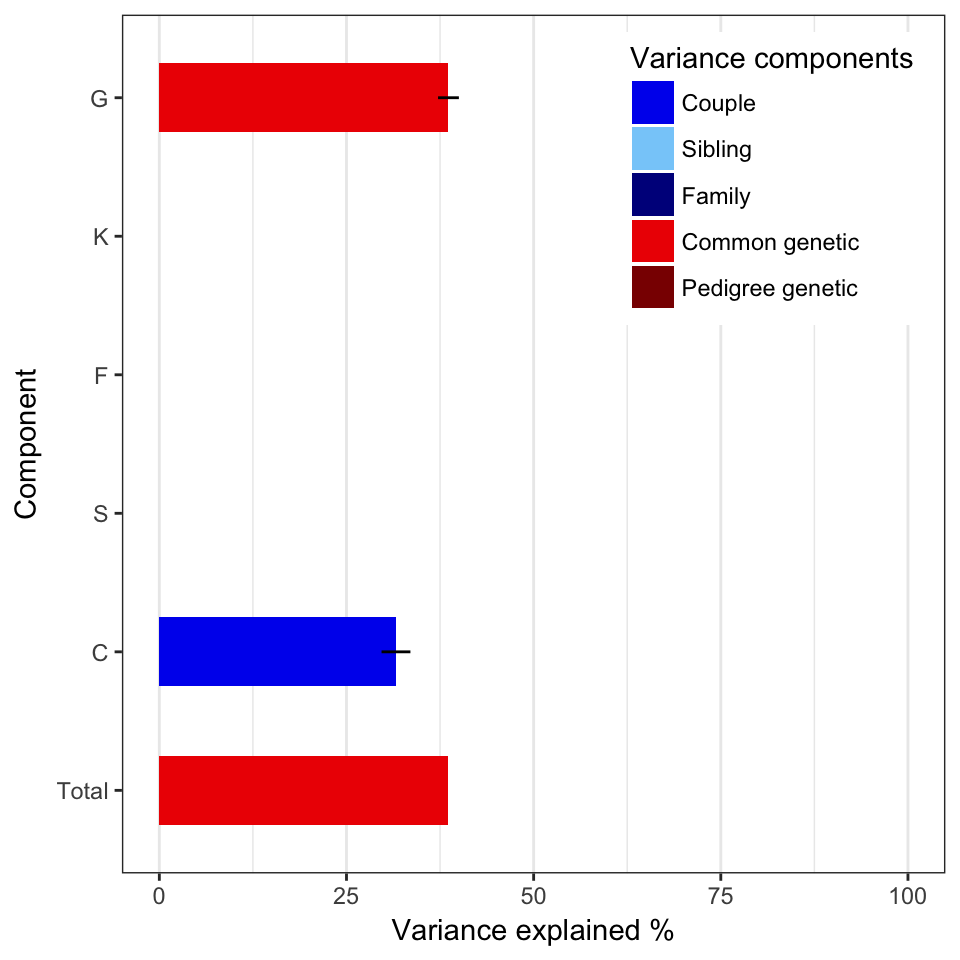 Variance components
Couple
Sibling
Family
Common genetic
Pedigree genetic
G
K
F
S
C
Total
Component
0 25 50 75 100
Variance explained %